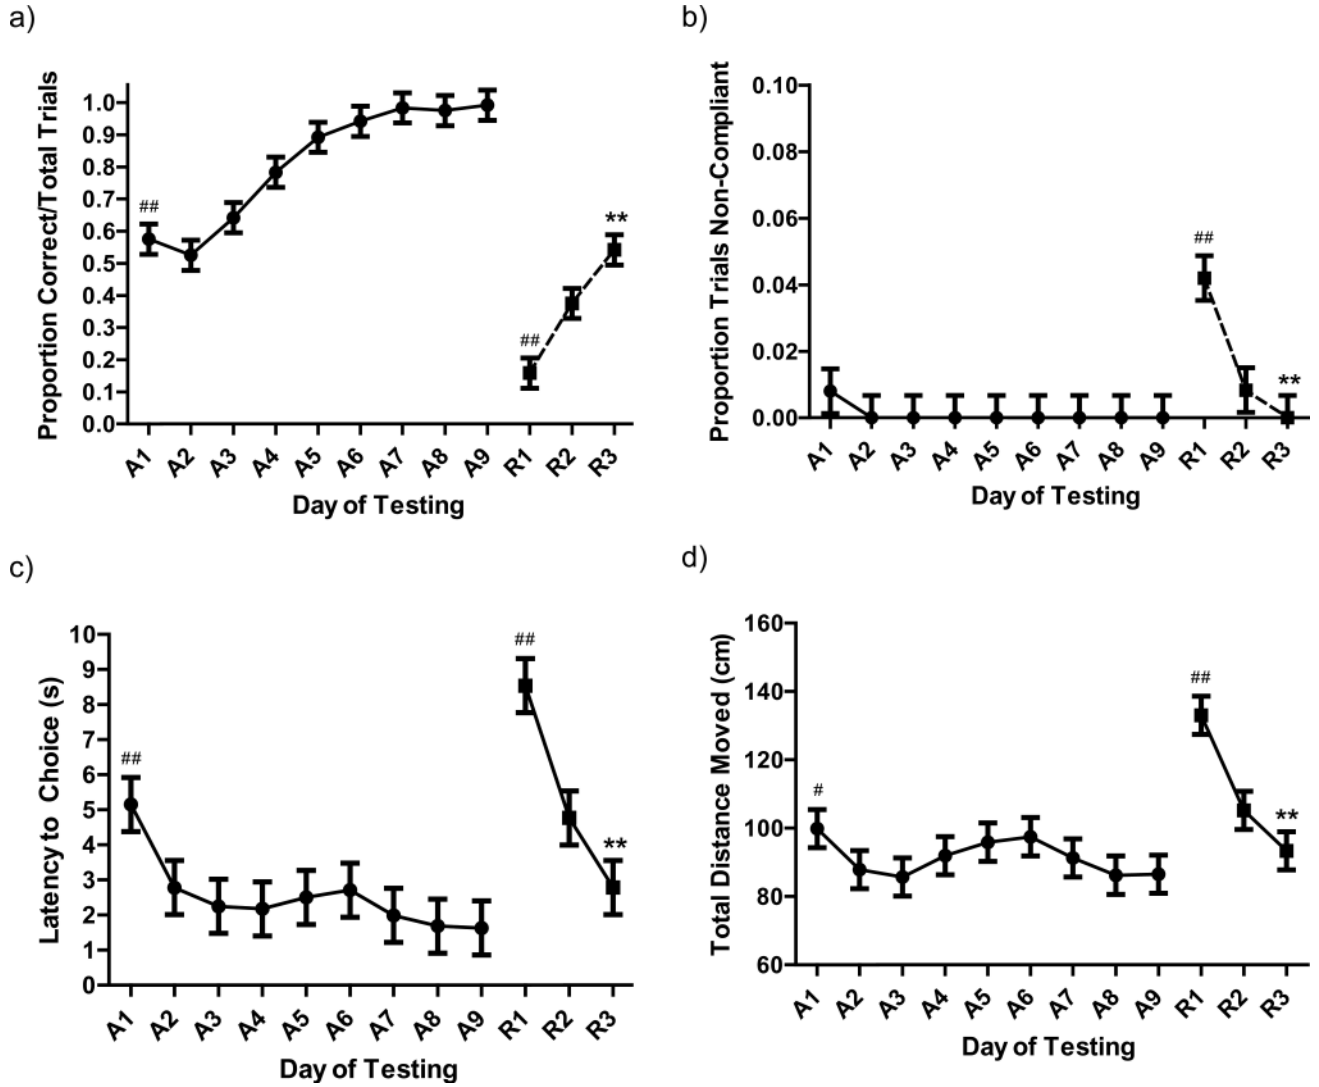 a)
Proportion Correct/Total Trials
1.0
0.9
0.8
0.7
0.6
0.5
0.4
0.3
0.2
0.1
0.0
##
##
**
A1 A2 A3 A4 A5 A6 A7 A8 A9 R1 R2 R3
Day of Testing
b)
Proportion Trials Non-Compliant
0.10
0.08
0.06
0.04
0.02
0.00
##
**
A1 A2 A3 A4 A5 A6 A7 A8 A9 R1 R2 R3
Day of Testing
c)
Latency to Choice (s)
10
9
8
7
6
5
4
3
2
1
0
##
##
**
A1 A2 A3 A4 A5 A6 A7 A8 A9 R1 R2 R3
Day of Testing
d)
Total Distance Moved (cm)
160
140
120
100
80
60
#
##
**
A1 A2 A3 A4 A5 A6 A7 A8 A9 R1 R2 R3
Day of Testing